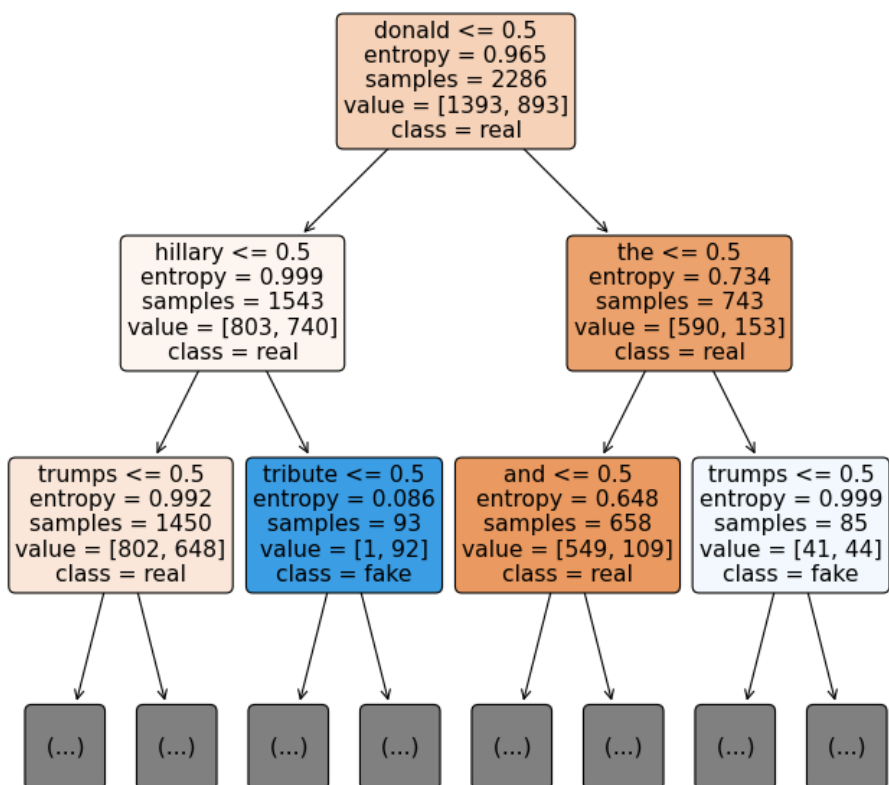 donald <= 0.5
entropy = 0.965
samples = 2286
value = [1393, 893]
class = real
hillary <= 0.5
entropy = 0.999
samples = 1543
value = [803, 740]
class = real
the <= 0.5
entropy = 0.734
samples = 743
value = [590, 153]
class = real
trumps <= 0.5
entropy = 0.992
samples = 1450
value = [802, 648]
class = real
tribute <= 0.5
entropy = 0.086
samples = 93
value = [1, 92]
class = fake
and <= 0.5
entropy = 0.648
samples = 658
value = [549, 109]
class = real
trumps <= 0.5
entropy = 0.999
samples = 85
value = [41, 44]
class = fake
(...)
(...)
(...)
(...)
(...)
(...)
(...)
(...)